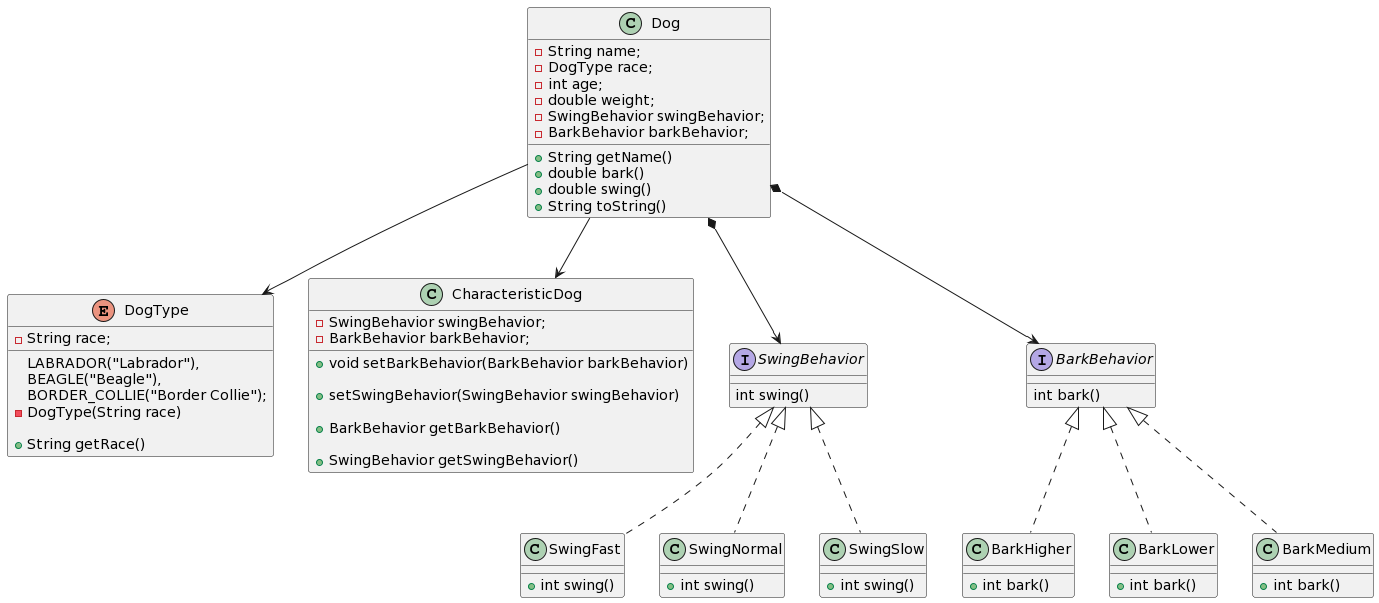 C Dog
String name;
DogType race;
int age;
double weight;
SwingBehavior swingBehavior;
BarkBehavior barkBehavior;
String getName()
double bark()
double swing()
String toString()
E DogType
String race;
LABRADOR("Labrador"),
BEAGLE("Beagle"),
BORDER_COLLIE("Border Collie");
DogType(String race)
String getRace()
C CharacteristicDog
SwingBehavior swingBehavior;
BarkBehavior barkBehavior;
void setBarkBehavior(BarkBehavior barkBehavior)
setSwingBehavior(SwingBehavior swingBehavior)
BarkBehavior getBarkBehavior()
SwingBehavior getSwingBehavior()
I SwingBehavior
int swing()
I BarkBehavior
int bark()
C SwingFast
int swing()
C SwingNormal
int swing()
C SwingSlow
int swing()
C BarkHigher
int bark()
C BarkLower
int bark()
C BarkMedium
int bark()